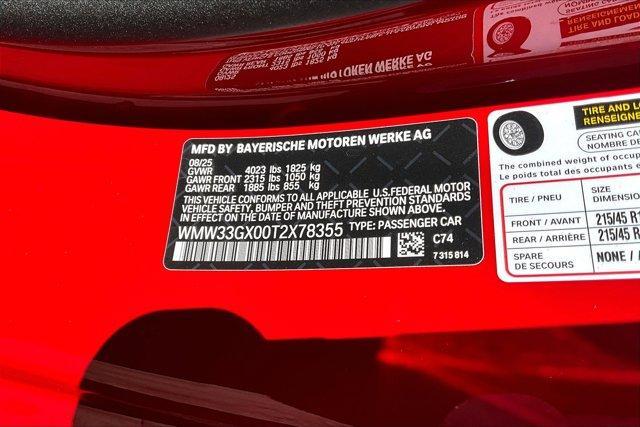 MFD BY BAYERISCHE MOTOREN WERKE AG
08/25
GVWR 4023 lbs 1825 kg
GAWR FRONT 2315 lbs 1050 kg
GAWR REAR 1885 lbs 855 kg
THIS VEHICLE CONFORMS TO ALL APPLICABLE U.S.FEDERAL MOTOR
VEHICLE SAFETY, BUMPER AND THEFT PREVENTION STANDARDS
IN EFFECT ON THE DATE OF MANUFACTURE SHOWN ABOVE.
WMW33GX00T2X78355 TYPE: PASSENGER CAR
C74
7 315 814
TIRE AND LO
RENSEIGNE
SEATING CA
NOMBRE DE
The combined weight of occup
Le poids total des occupants e
TIRE / PNEU SIZE
DIMENSIO
FRONT / AVANT 215/45 R1
REAR / ARRIÈRE 215/45 R
SPARE
DE SECOURS NONE / A